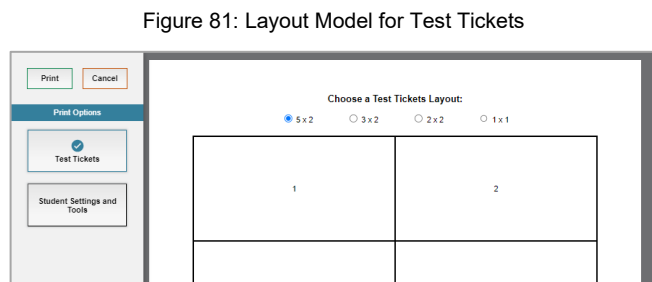 Figure 81: Layout Model for Test Tickets
Print Cancel
Print Options
Test Tickets
Student Settings and
Tools
Choose a Test Tickets Layout:
5 x 2 3 x 2 2 x 2 1 x 1
1 2